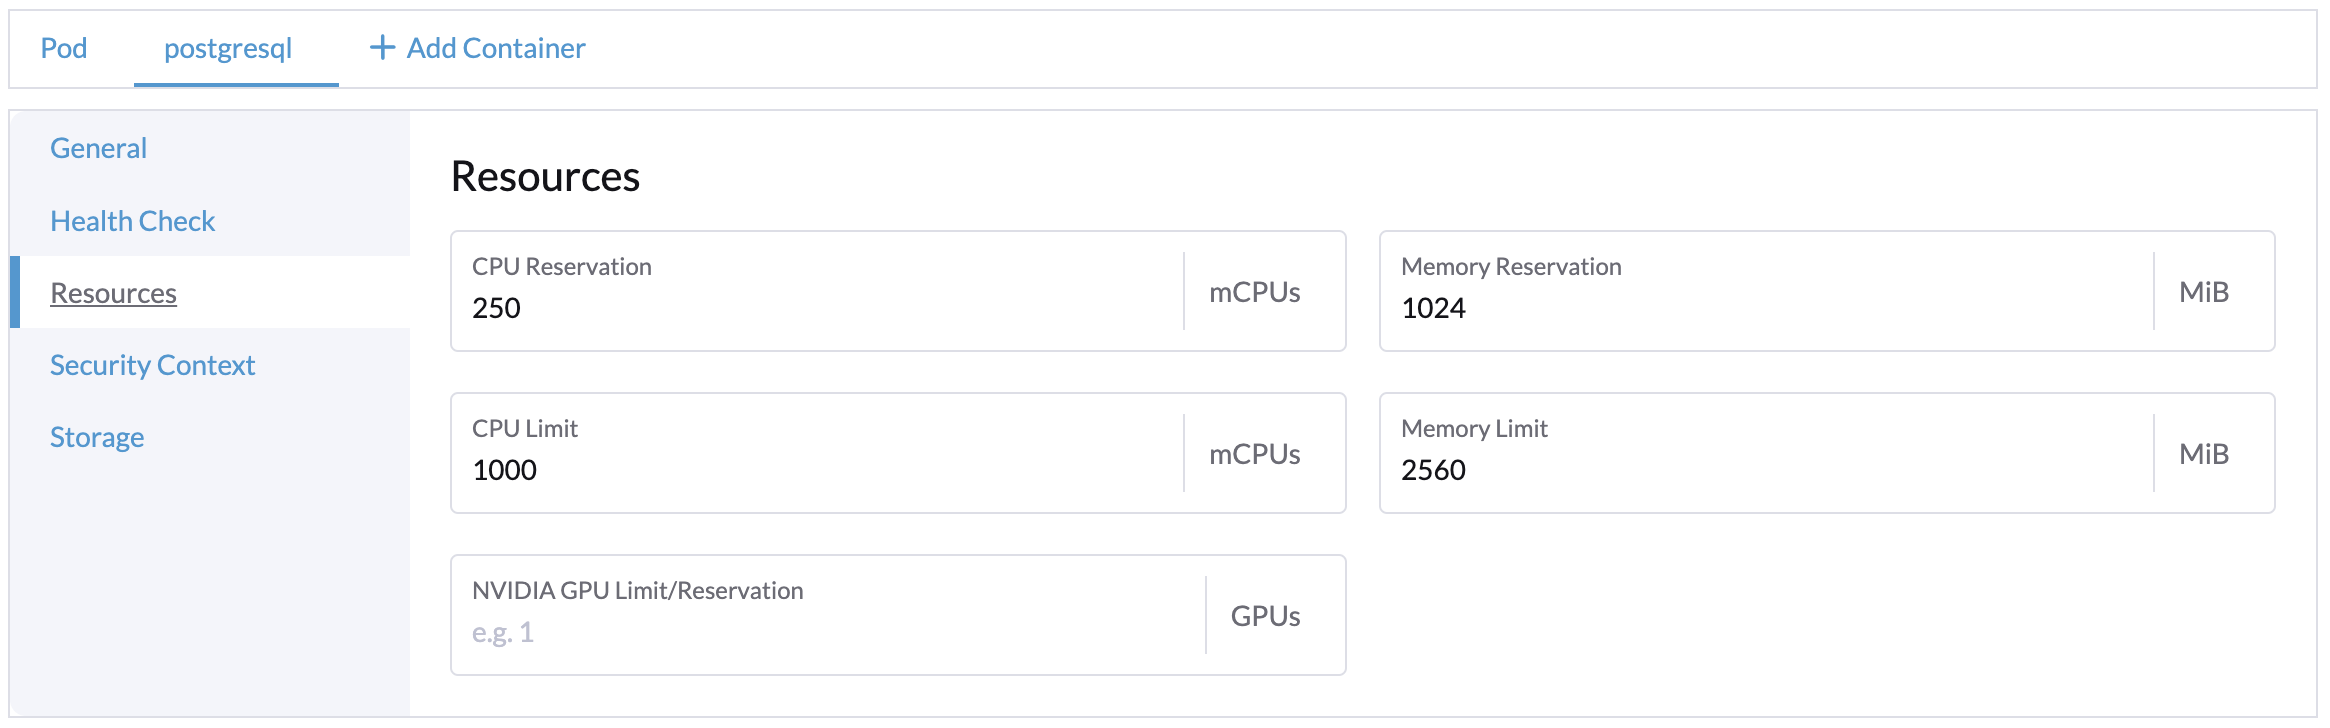 Pod postgresql + Add Container
General
Health Check
Resources
Security Context
Storage
Resources
CPU Reservation
250
mCPUs
Memory Reservation
1024
MiB
CPU Limit
1000
mCPUs
Memory Limit
2560
MiB
NVIDIA GPU Limit/Reservation
e.g. 1
GPUs